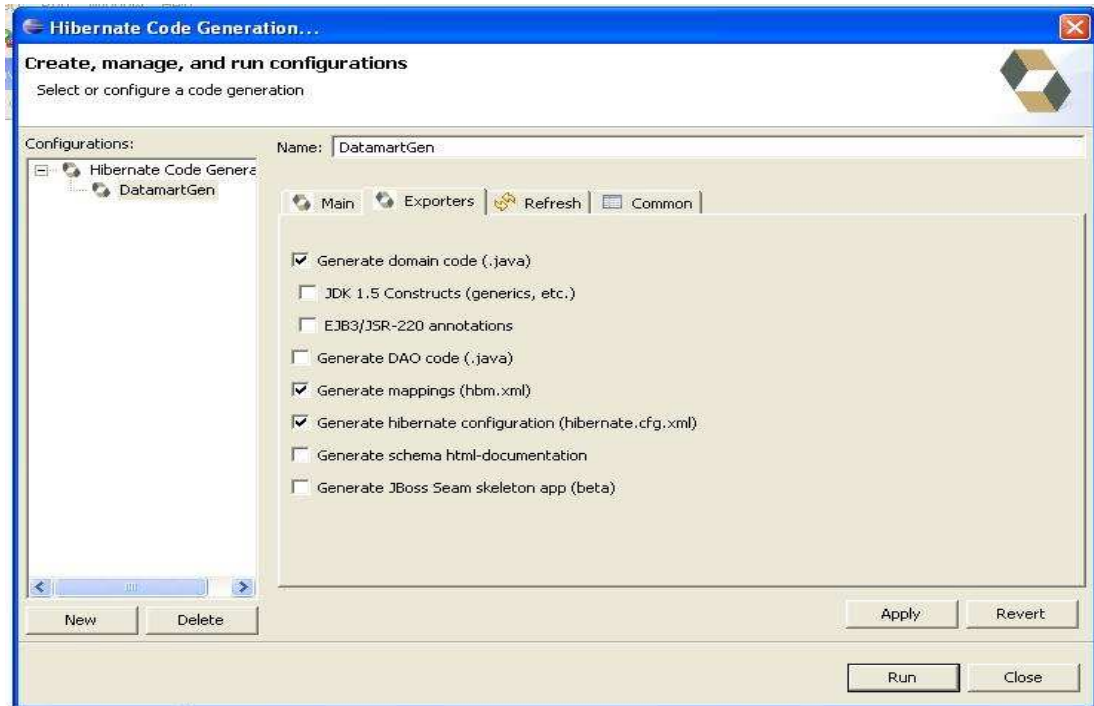 Hibernate Code Generation...
Create, manage, and run configurations
Select or configure a code generation
Configurations:
Hibernate Code Genera
DatamartGen
New
Delete
Name: DatamartGen
Main
Exporters
Refresh
Common
Generate domain code (.java)
JDK 1.5 Constructs (generics, etc.)
EJB3/JSR-220 annotations
Generate DAO code (.java)
Generate mappings (hbm.xml)
Generate hibernate configuration (hibernate.cfg.xml)
Generate schema html-documentation
Generate JBoss Seam skeleton app (beta)
Apply
Revert
Run
Close